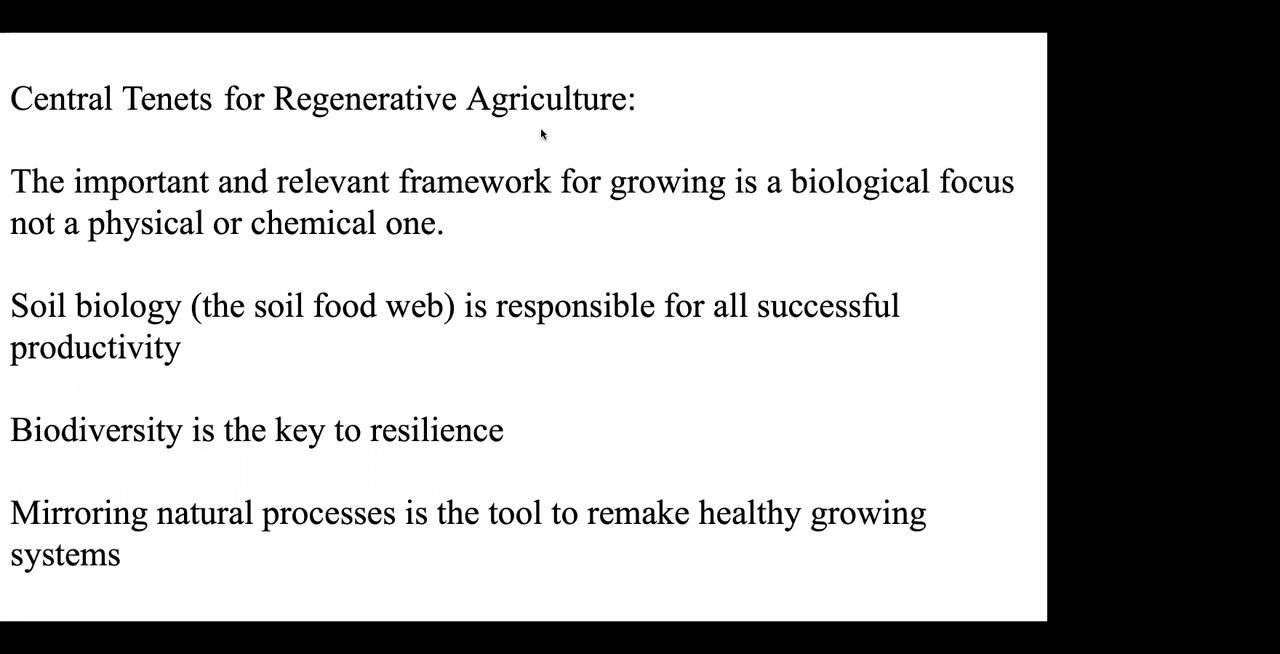 Central Tenets for Regenerative Agriculture:
The important and relevant framework for growing is a biological focus
not a physical or chemical one.
Soil biology (the soil food web) is responsible for all successful
productivity
Biodiversity is the key to resilience
Mirroring natural processes is the tool to remake healthy growing
systems